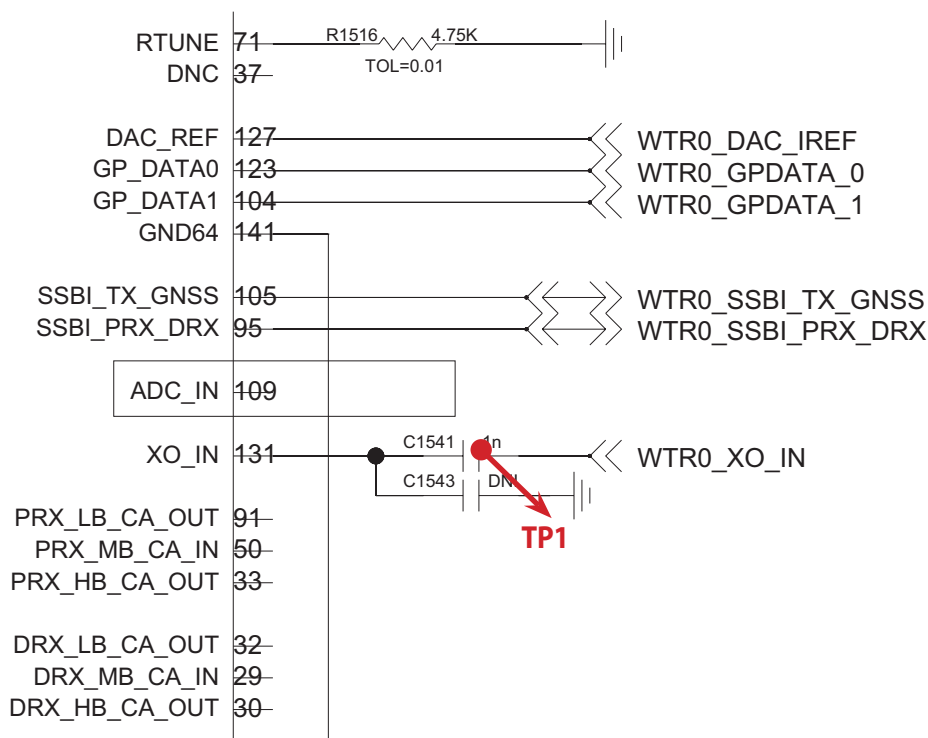 RTUNE 71 R1516 4.75K
TOL=0.01
DNC 37
DAC_REF 127 WTR0_DAC_IREF
GP_DATA0 123 WTR0_GPDATA_0
GP_DATA1 104 WTR0_GPDATA_1
GND64 141
SSBI_TX_GNSS 105 WTR0_SSBI_TX_GNSS
SSBI_PRX_DRX 95 WTR0_SSBI_PRX_DRX
ADC_IN 109
C1541 1n
XO_IN 131 WTR0_XO_IN
C1543 DNI
PRX_LB_CA_OUT 91
TP1
PRX_MB_CA_IN 50
PRX_HB_CA_OUT 33
DRX_LB_CA_OUT 32
DRX_MB_CA_IN 29
DRX_HB_CA_OUT 30